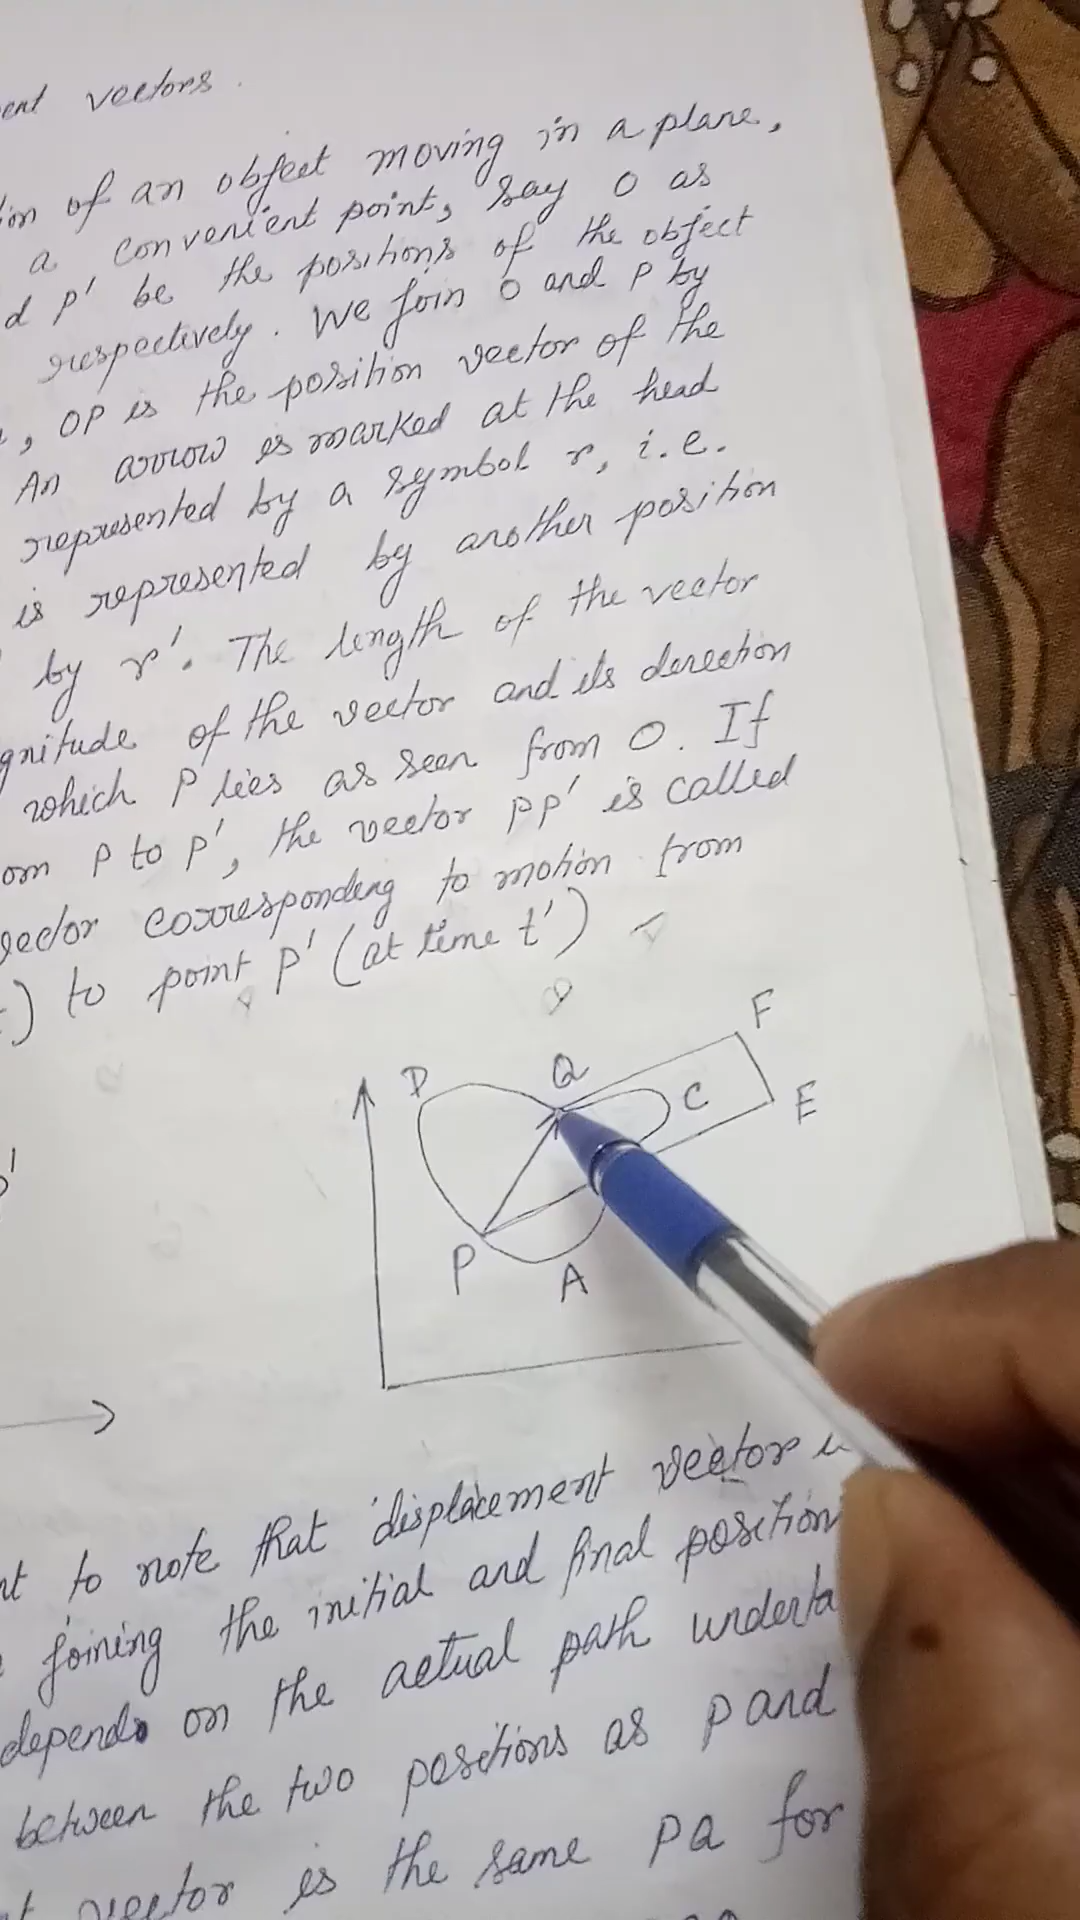 ent vectors.
ion of an object moving in a plane,
a convenient point, say O as
d P' be the positions of the object
respectively. We join O and P by
, OP is the position vector of the
An arrow is marked at the head
represented by a symbol r, i.e.
is represented by another position
by r'. The length of the vector
gnitude of the vector and its direction
which P lies as seen from O. If
om P to P', the vector PP' is called
vector corresponding to motion from
) to point P' (at time t')
F
D
Q
C
E
P
A
nt to note that displacement vector i
joining the initial and final position
depends on the actual path underta
between the two positions as P and
vector is the same PQ for